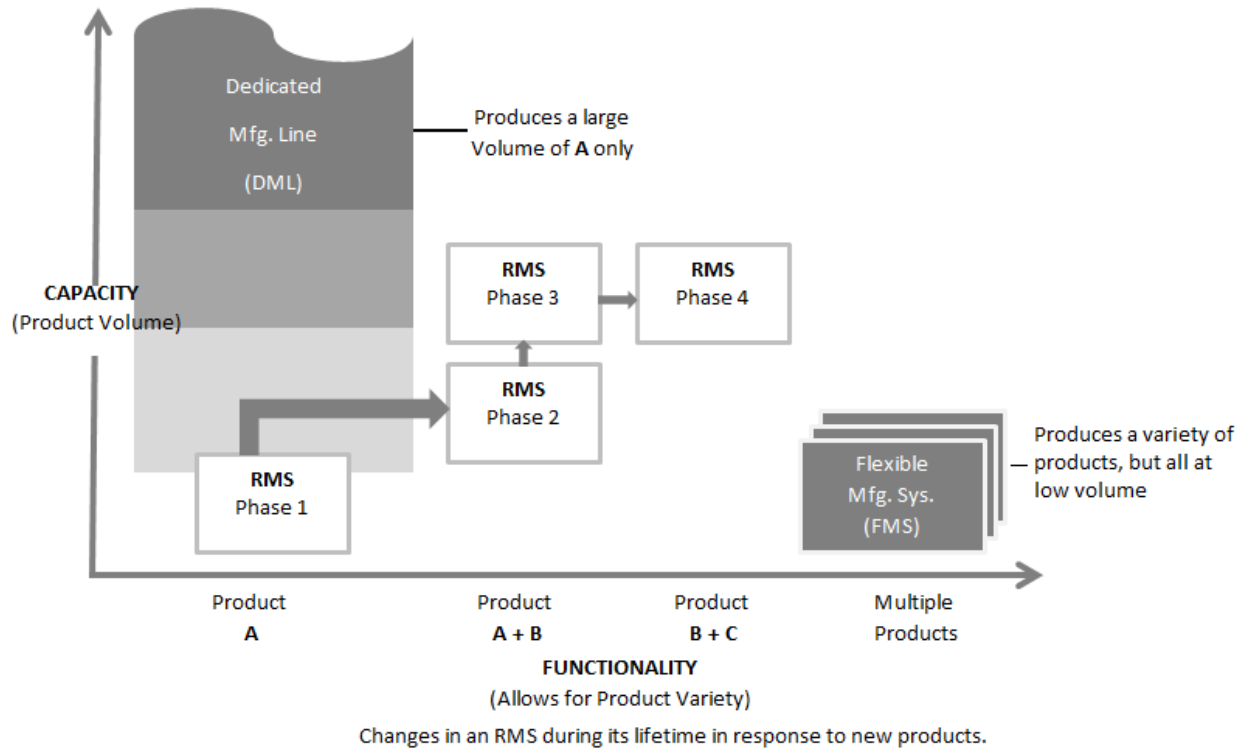 Dedicated
Mfg. Line
(DML)
Produces a large
Volume of A only
CAPACITY
(Product Volume)
RMS
Phase 3
RMS
Phase 4
RMS
Phase 2
RMS
Phase 1
Flexible
Mfg. Sys.
(FMS)
Produces a variety of
products, but all at
low volume
Product
A
Product
A + B
Product
B + C
Multiple
Products
FUNCTIONALITY
(Allows for Product Variety)
Changes in an RMS during its lifetime in response to new products.